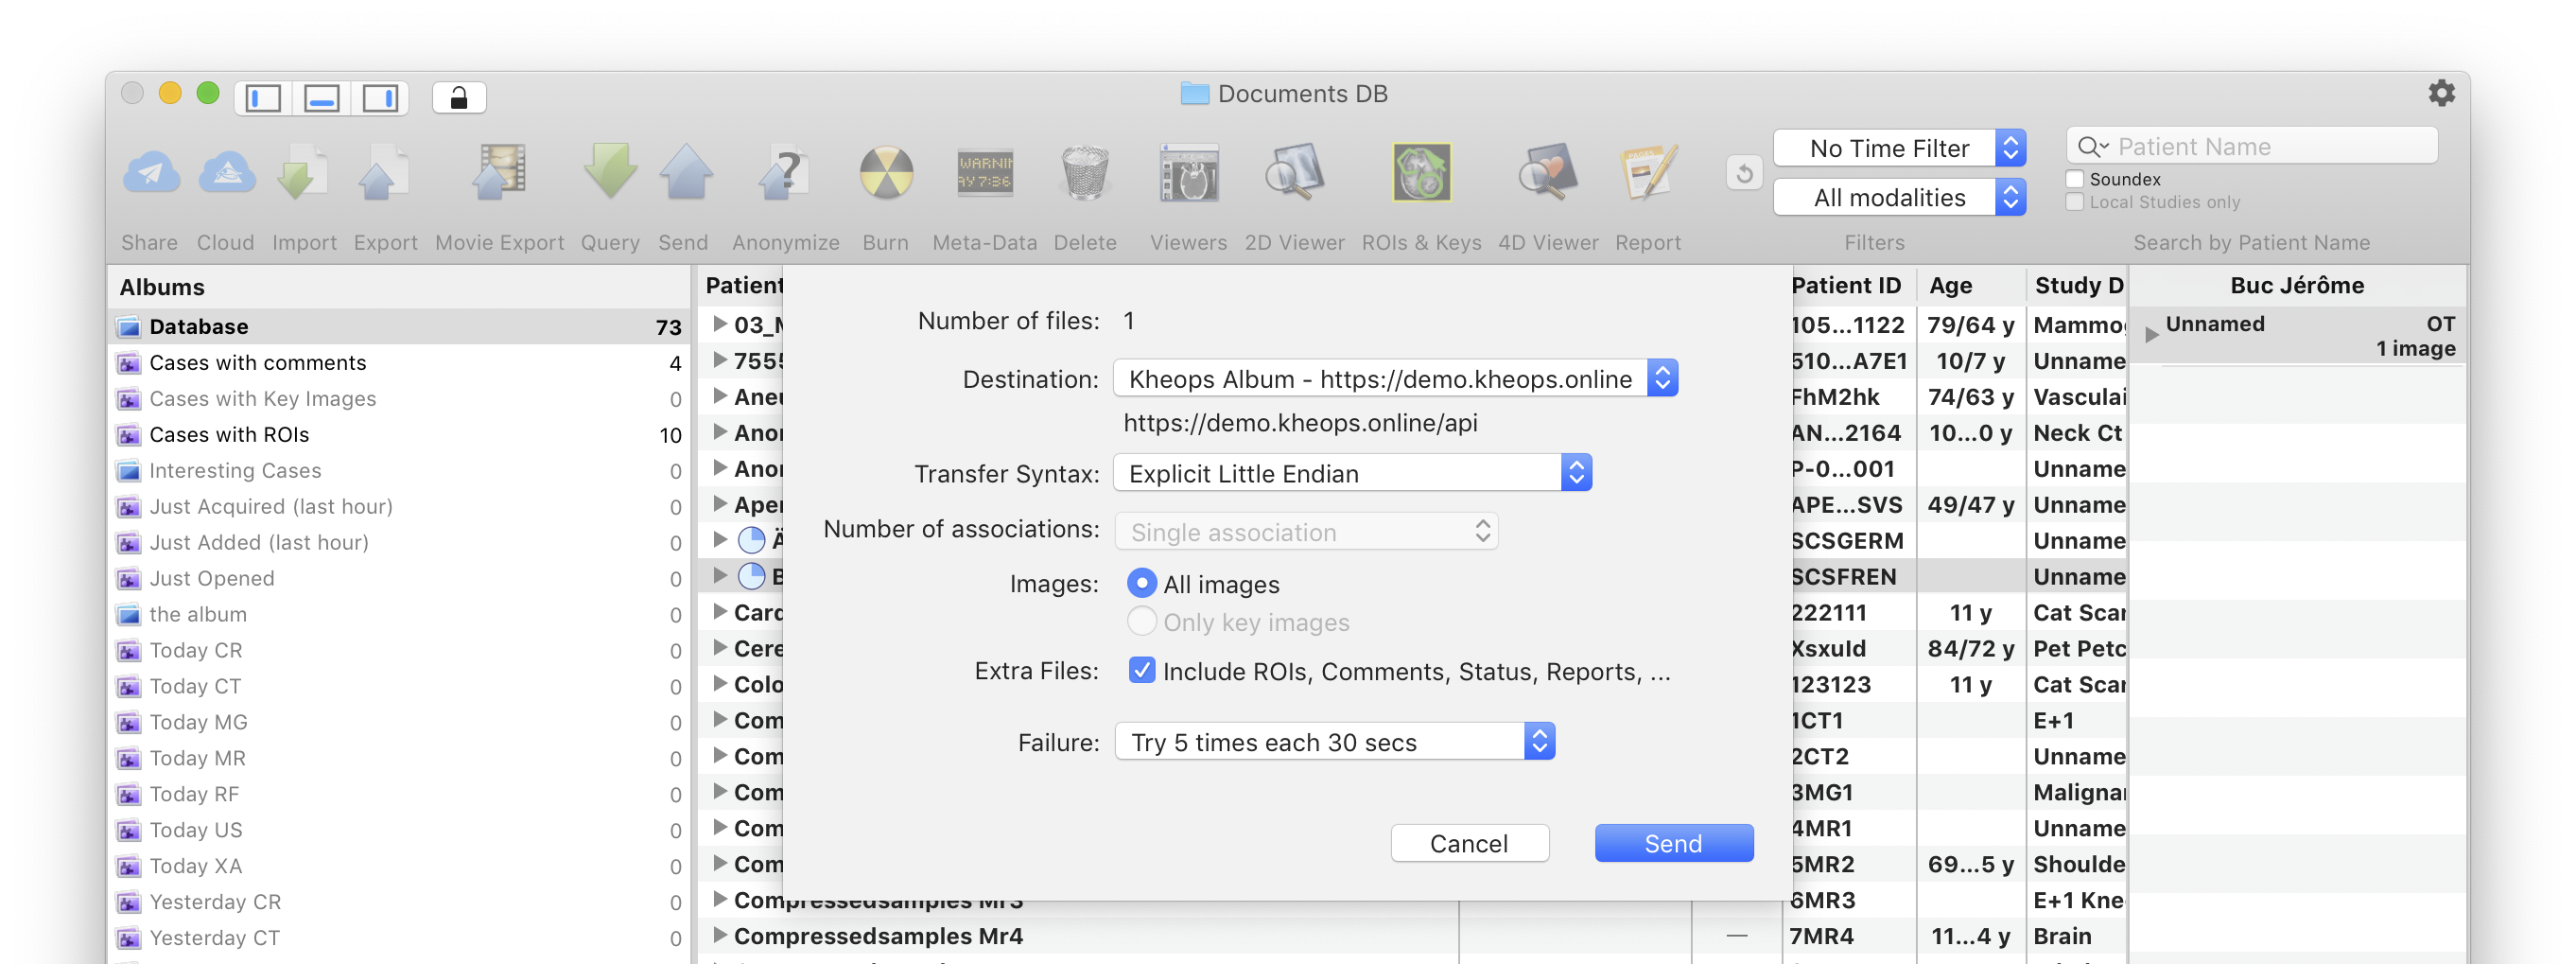 Documents DB
WARNIN
AY7:36
PAGES
No Time Filter
All modalities
Patient Name
Soundex
Local Studies only
Share Cloud Import Export Movie Export Query Send Anonymize Burn Meta-Data Delete Viewers 2D Viewer ROIs & Keys 4D Viewer Report Filters Search by Patient Name
Albums
Database 73
Cases with comments 4
Cases with Key Images 0
Cases with ROIs 10
Interesting Cases 0
Just Acquired (last hour) 0
Just Added (last hour) 0
Just Opened 0
the album 0
Today CR 0
Today CT 0
Today MG 0
Today MR 0
Today RF 0
Today US 0
Today XA 0
Yesterday CR 0
Yesterday CT 0
Patient
03_
7555
Aneu
Anor
Anor
Aper
Ä
B
Card
Cere
Colo
Com
Com
Com
Com
Com
Compressedsamples Mr3
Compressedsamples Mr4 —
Number of files: 1
Destination: Kheops Album - https://demo.kheops.online
https://demo.kheops.online/api
Transfer Syntax: Explicit Little Endian
Number of associations: Single association
Images: All images
Only key images
Extra Files: Include ROIs, Comments, Status, Reports, ...
Failure: Try 5 times each 30 secs
Cancel Send
Patient ID Age Study D
105...1122 79/64 y Mammo
510...A7E1 10/7 y Unname
FhM2hk 74/63 y Vascula
AN...2164 10...0 y Neck Ct
P-0...001 Unname
APE...SVS 49/47 y Unname
SCSGERM Unname
SCSFREN Unname
222111 11 y Cat Scar
Xsxuld 84/72 y Pet Petc
123123 11 y Cat Scar
1CT1 E+1
2CT2 Unname
3MG1 Maligna
4MR1 Unname
5MR2 69...5 y Shoulde
6MR3 E+1 Kne
7MR4 11...4 y Brain
Buc Jérôme
Unnamed OT
1 image